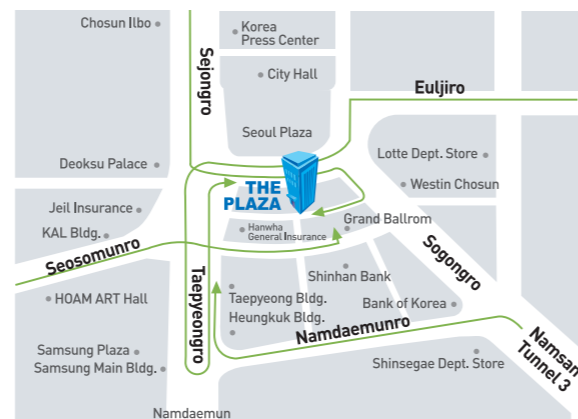 Chosun Ilbo
Sejongro
Korea
Press Center
City Hall
Euljiro
Seoul Plaza
Deoksu Palace
Lotte Dept. Store
THE
PLAZA
Westin Chosun
Jeil Insurance
KAL Bldg.
Hanwha
General Insurance
Grand Ballrom
Seosomunro
Sogongro
Taepyeongro
Shinhan Bank
HOAM ART Hall
Taepyeong Bldg.
Heungkuk Bldg.
Bank of Korea
Namdaemunro
Namsan
Tunnel 3
Samsung Plaza
Samsung Main Bldg.
Shinsegae Dept. Store
Namdaemun